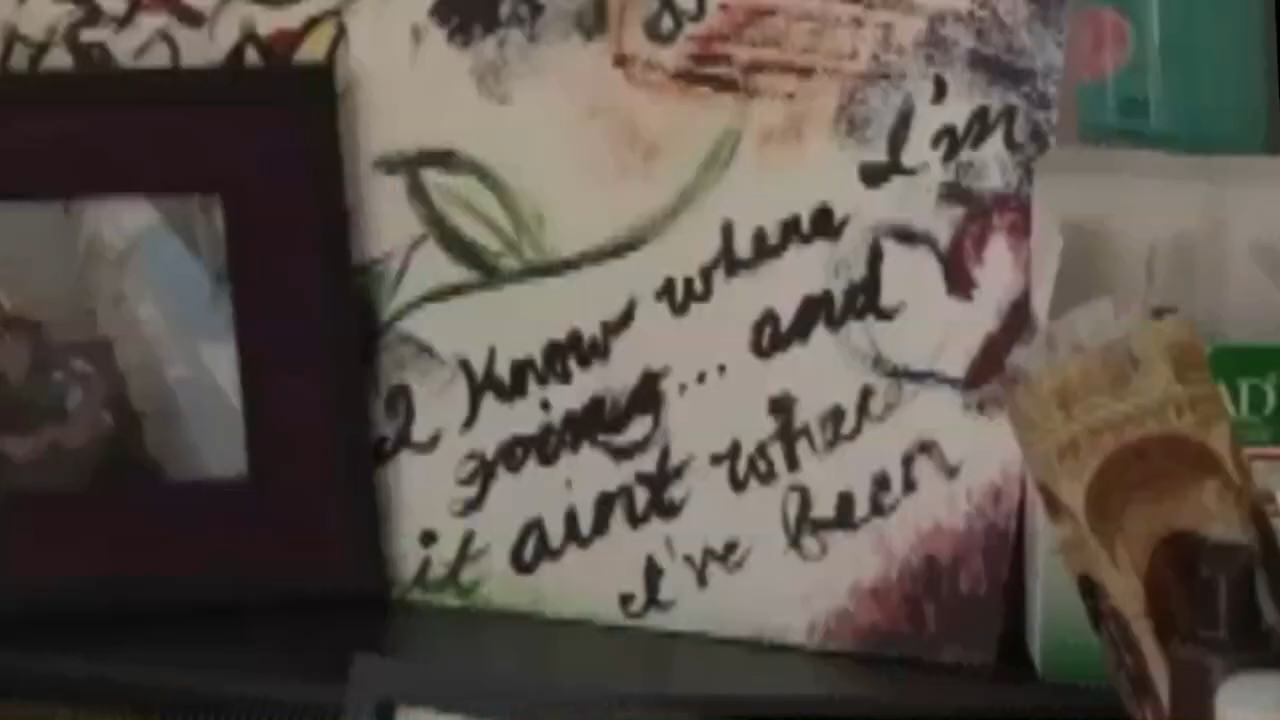 I Know where I'm
going... and
it aint where
I've Been